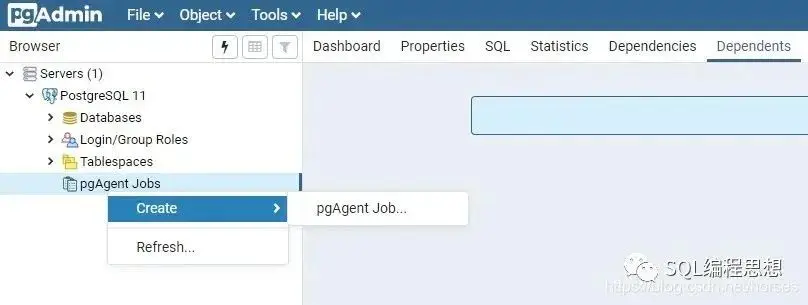 pgAdmin File Object Tools Help
Browser Dashboard Properties SQL Statistics Dependencies Dependents
Servers (1)
PostgreSQL 11
Databases
Login/Group Roles
Tablespaces
pgAgent Jobs
Create pgAgent Job...
Refresh...
SQL编程思想
https://blog.csdn.net/horses